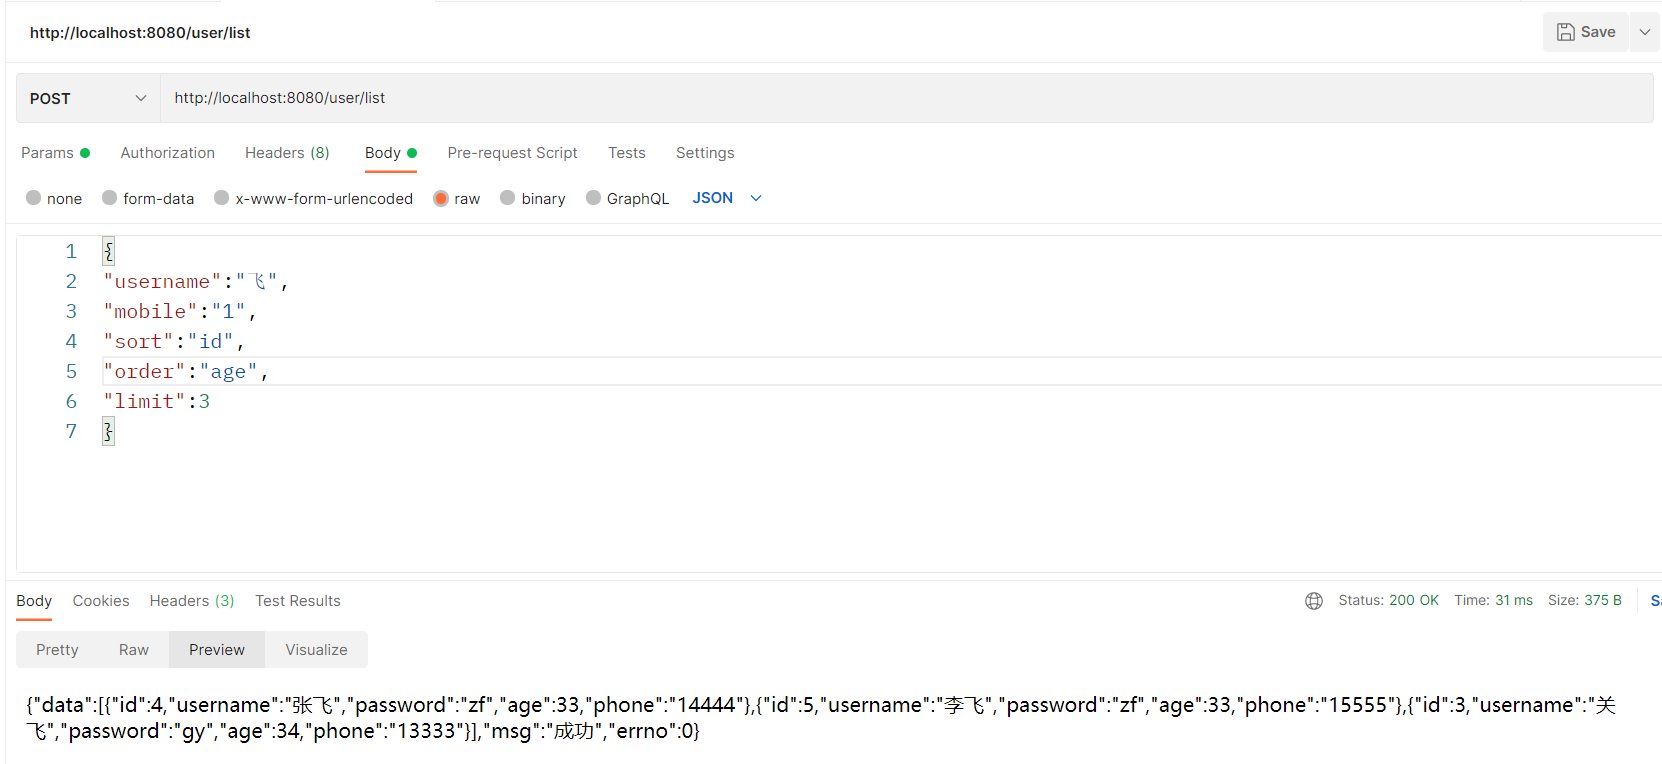 http://localhost:8080/user/list
Save
POST
http://localhost:8080/user/list
Params Authorization Headers (8) Body Pre-request Script Tests Settings
none form-data x-www-form-urlencoded raw binary GraphQL JSON
1 {
2 "username":"飞",
3 "mobile":"1",
4 "sort":"id",
5 "order":"age",
6 "limit":3
7 }
Body Cookies Headers (3) Test Results Status: 200 OK Time: 31 ms Size: 375 B
Pretty Raw Preview Visualize
{"data":[{"id":4,"username":"张飞","password":"zf","age":33,"phone":"14444"},{"id":5,"username":"李飞","password":"zf","age":33,"phone":"15555"},{"id":3,"username":"关
飞","password":"gy","age":34,"phone":"13333"}],"msg":"成功","errno":0}